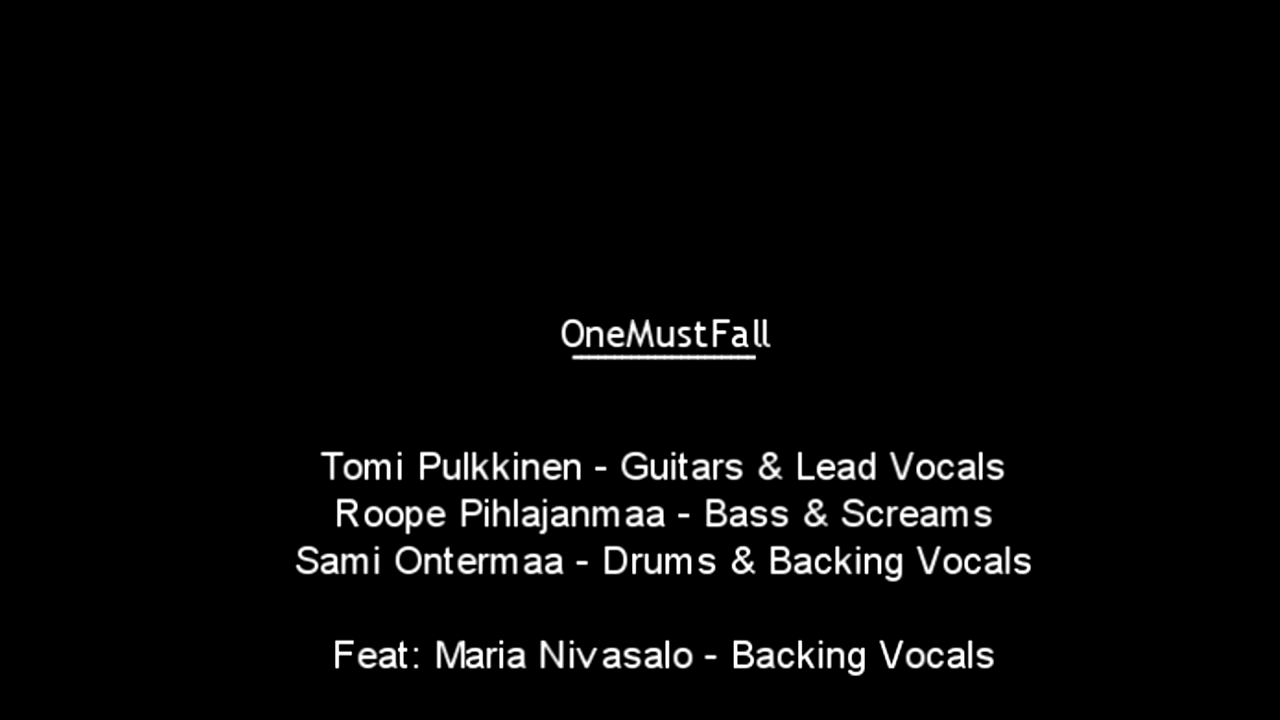 OneMustFall
Tomi Pulkkinen - Guitars & Lead Vocals
Roope Pihlajanmaa - Bass & Screams
Sami Ontermaa - Drums & Backing Vocals
Feat: Maria Nivasalo - Backing Vocals